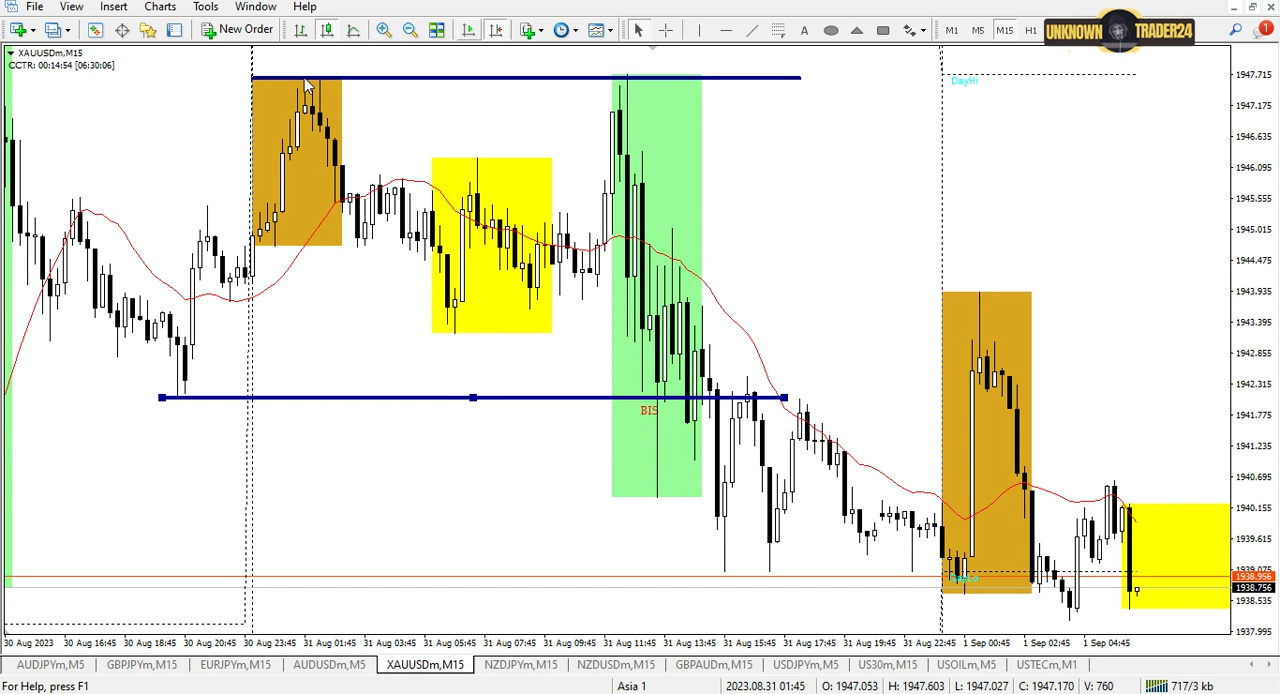 File View Insert Charts Tools Window Help
New Order
A
M1 M5 M15 H1
UNKNOWN TRADER24
1
XAUUSDm,M15
CCTR: 00:14:54 [06:30:06]
DayHi
BIS
1947.715
1947.175
1946.635
1946.095
1945.555
1945.015
1944.475
1943.935
1943.395
1942.855
1942.315
1941.775
1941.235
1940.695
1940.155
1939.615
1939.075
1938.956
1938.756
1938.535
1937.995
30 Aug 2023 30 Aug 16:45 30 Aug 18:45 30 Aug 20:45 30 Aug 23:45 31 Aug 01:45 31 Aug 03:45 31 Aug 05:45 31 Aug 07:45 31 Aug 09:45 31 Aug 11:45 31 Aug 13:45 31 Aug 15:45 31 Aug 17:45 31 Aug 19:45 31 Aug 22:45 1 Sep 00:45 1 Sep 02:45 1 Sep 04:45
AUDJPYm,M5 GBPJPYm,M15 EURJPYm,M15 AUDUSDm,M5 XAUUSDm,M15 NZDJPYm,M15 NZDUSDm,M15 GBPAUDm,M15 USDJPYm,M5 US30m,M15 USOILm,M5 USTECm,M1
For Help, press F1 Asia 1 2023.08.31 01:45 O: 1947.053 H: 1947.603 L: 1947.027 C: 1947.170 V: 760 717/3 kb